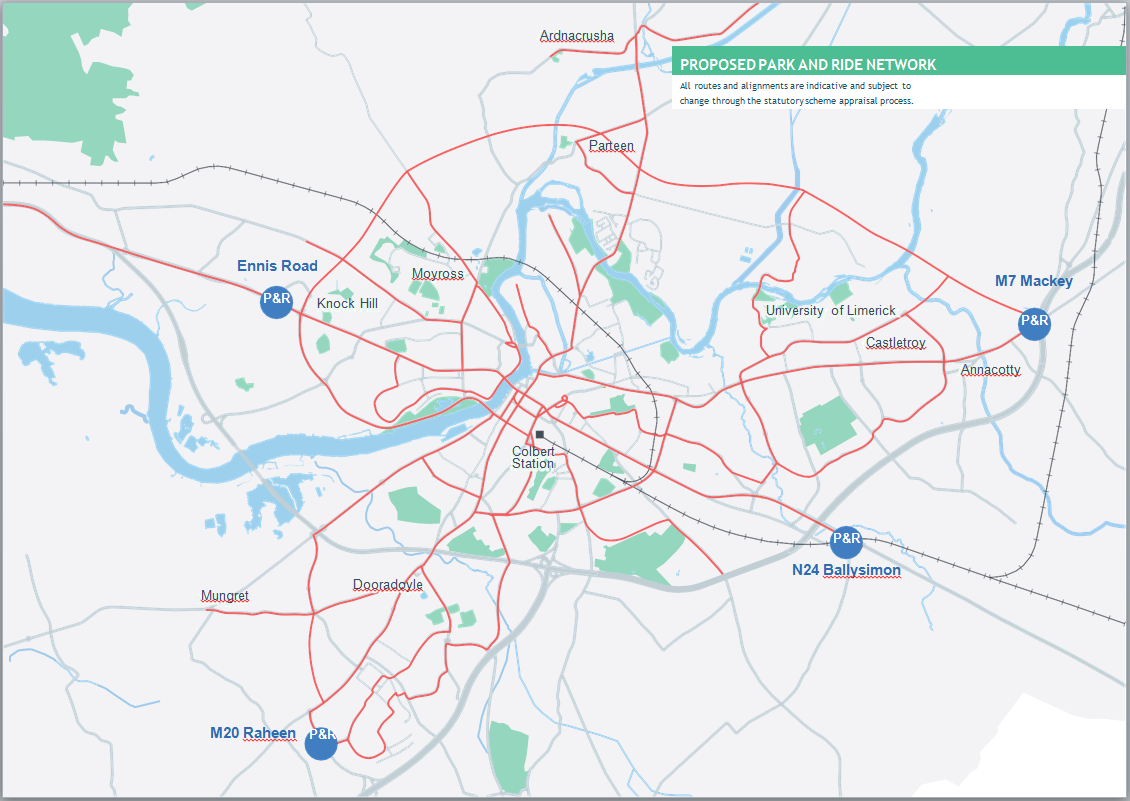 Ardnacrusha
PROPOSED PARK AND RIDE NETWORK
All routes and alignments are indicative and subject to
change through the statutory scheme appraisal process.
Parteen
Ennis Road
Moyross
M7 Mackey
P&R
Knock Hill
University of Limerick
P&R
Castletroy
Annacotty
Colbert
Station
P&R
N24 Ballysimon
Dooradoyle
Mungret
M20 Raheen
P&R